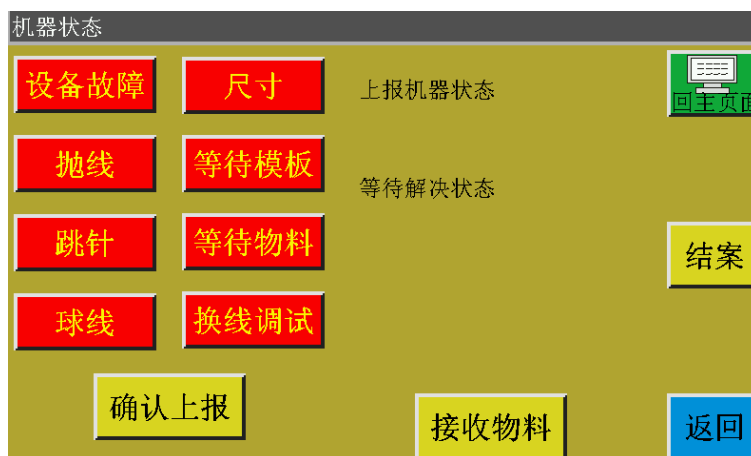 机器状态
设备故障
尺寸
上报机器状态
回主页面
抛线
等待模板
等待解决状态
跳针
等待物料
结案
球线
换线调试
确认上报
接收物料
返回